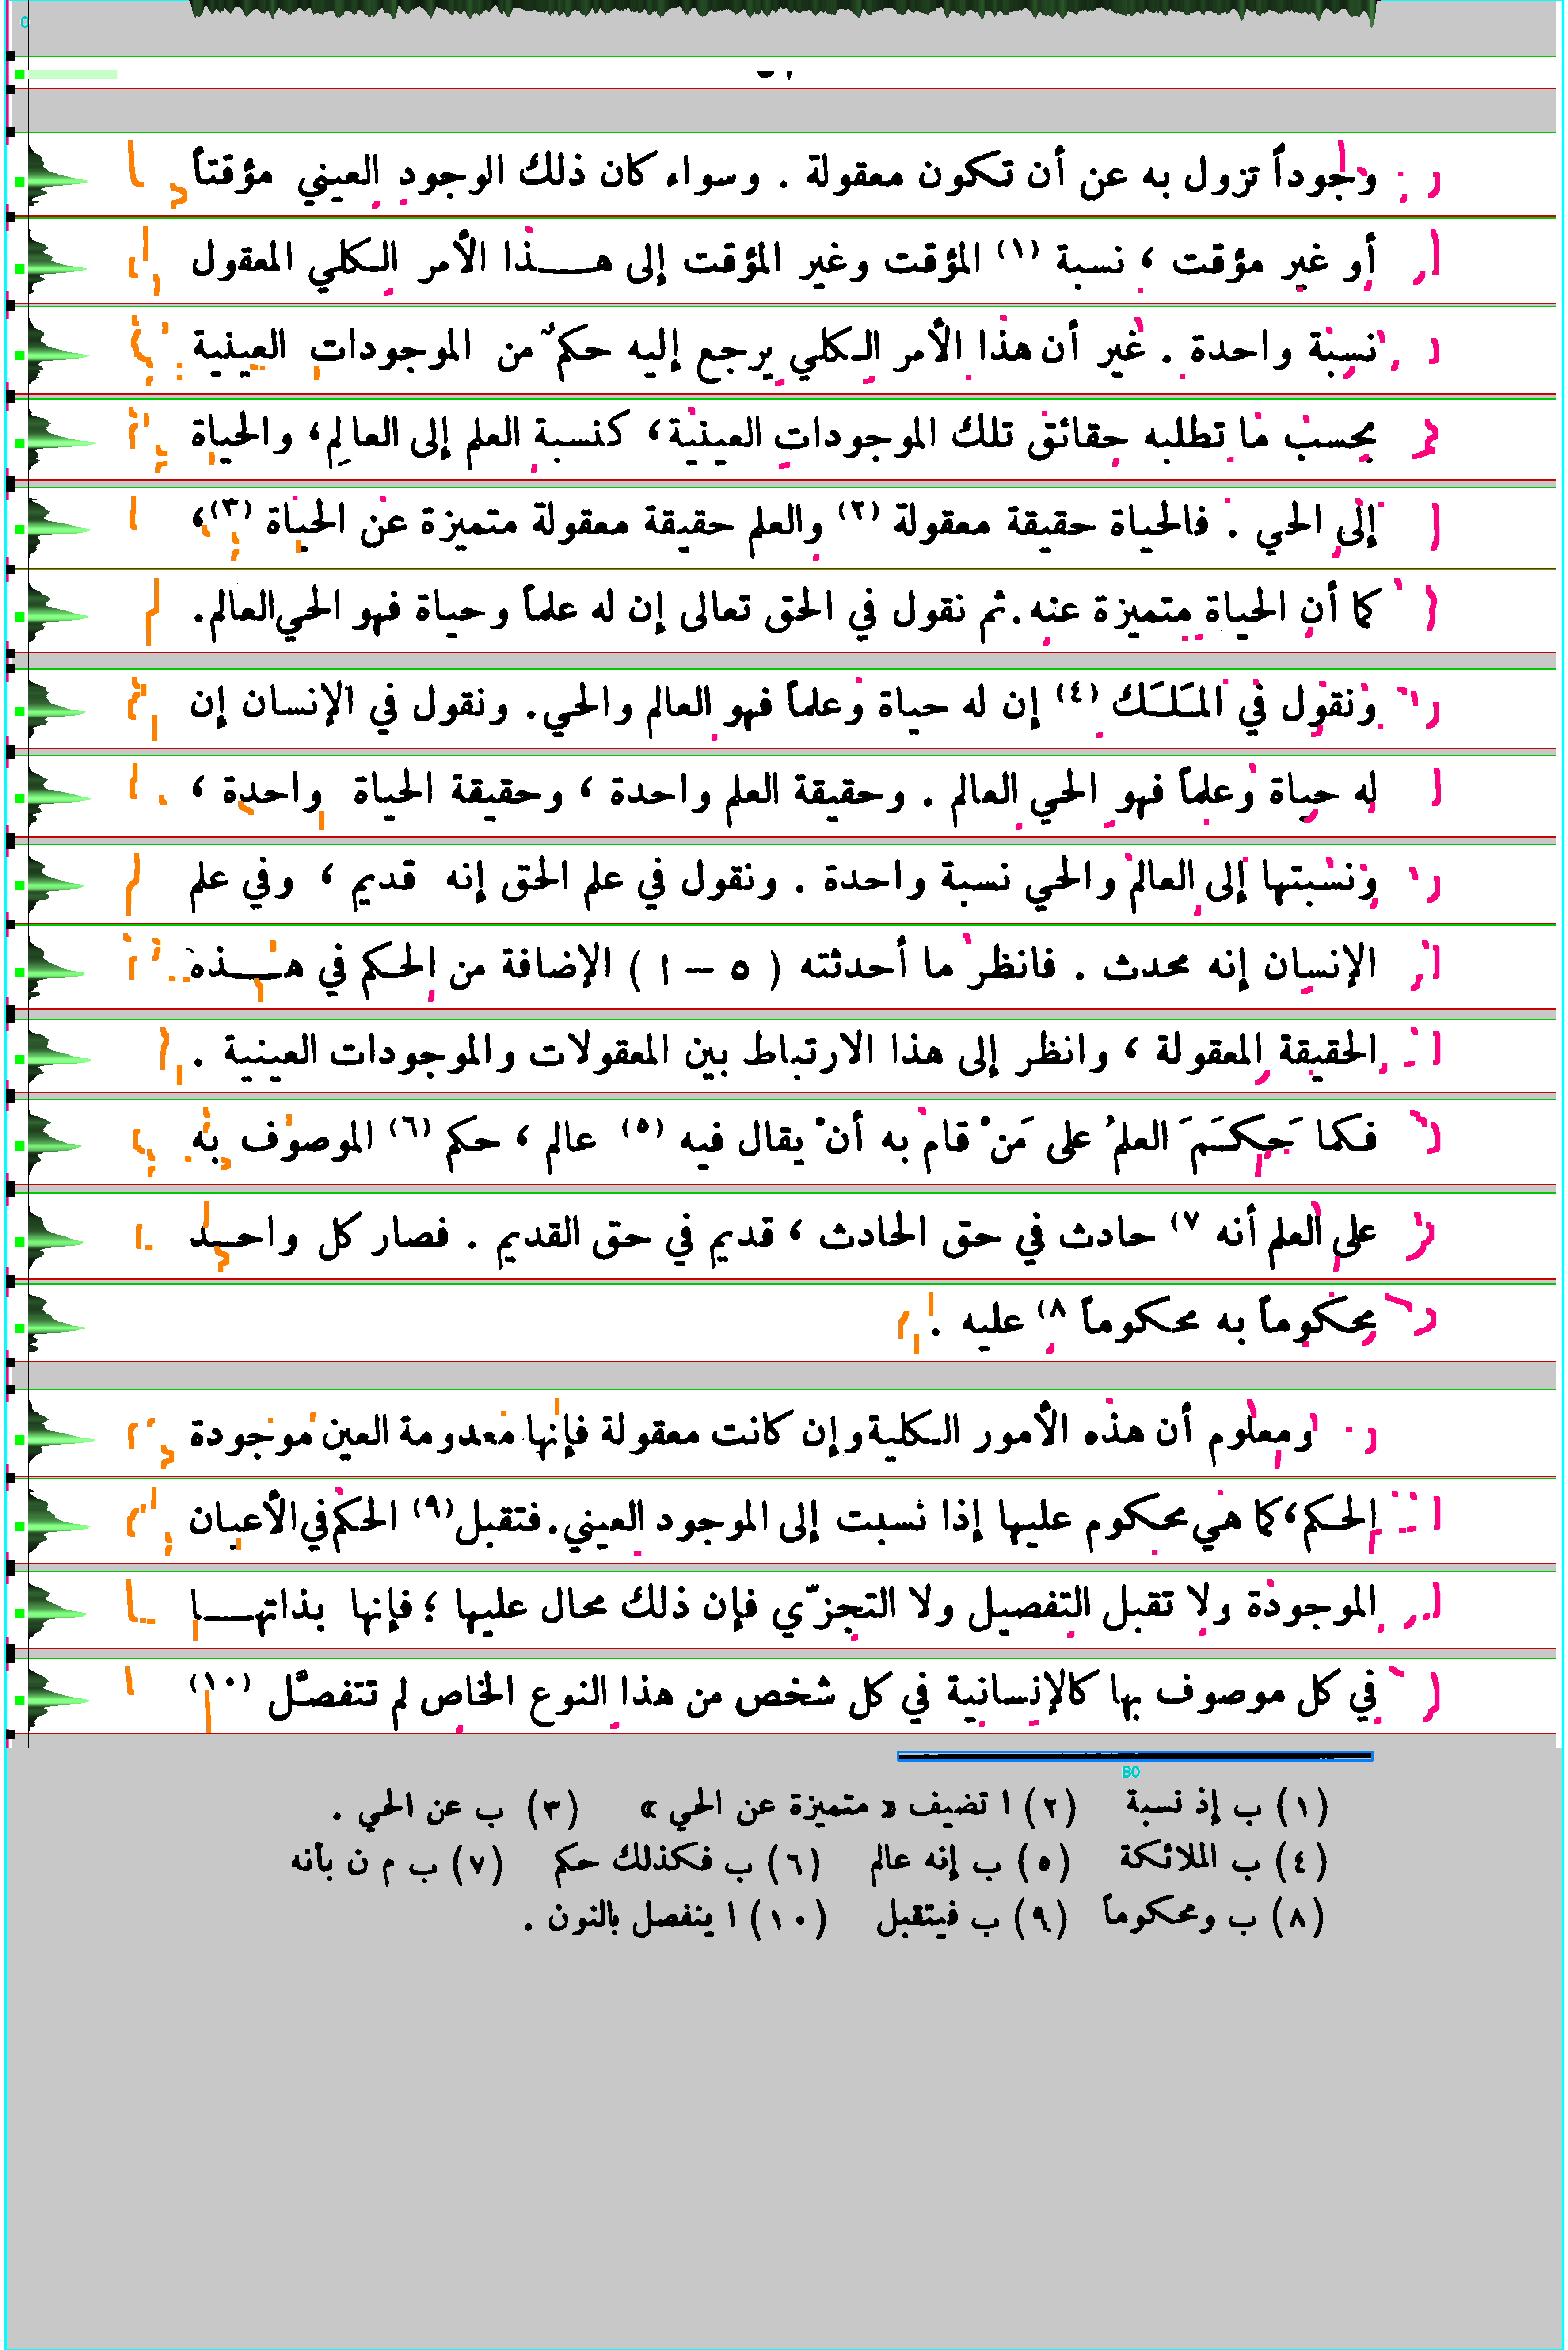 وجوداً تزول به عن أن تكون معقولة . وسواء كان ذلك الوجود العيني مؤقتاً
أو غير مؤقت ، نسبة (١) المؤقت وغير المؤقت إلى هـــذا الأمر الكلي المعقول
نسبة واحدة . غير أن هذا الأمر الكلي يرجع إليه حكمٌ من الموجودات العينية
بحسب ما تطلبه حقائق تلك الموجودات العينية، كنسبة العلم إلى العالِم، والحياة
إلى الحي . فالحياة حقيقة معقولة (٢) والعلم حقيقة معقولة متميزة عن الحياة (٣)،
كما أن الحياة متميزة عنه . ثم نقول في الحق تعالى إن له علماً وحياة فهو الحي العالم.
ونقول في المَلَك (٤) إن له حياة وعلماً فهو العالم والحي. ونقول في الإنسان إن
له حياة وعلماً فهو الحي العالم . وحقيقة العلم واحدة ، وحقيقة الحياة واحدة ،
ونسبتها إلى العالم والحي نسبة واحدة . ونقول في علم الحق إنه قديم ، وفي علم
الإنسان إنه محدث . فانظر ما أحدثته ( ٥ – ١ ) الإضافة من الحكم في هـــذه
الحقيقة المعقولة ، وانظر إلى هذا الارتباط بين المعقولات والموجودات العينية .
فكما حَكَمَ العلمُ على مَنْ قام به أنْ يقال فيه (٥) عالم ، حكم (٦) الموصوف به
على العلم أنه ٧) حادث في حق الحادث ، قديم في حق القديم . فصار كل واحـد
محكوماً به محكوماً ٨) عليه .
ومعلوم أن هذه الأمور الكلية وإن كانت معقولة فإنها معدومة العين موجودة
الحكم، كما هي محكوم عليها إذا نسبت إلى الموجود العيني. فتقبل (٩) الحكم في الأعيان
الموجودة ولا تقبل التفصيل ولا التجزّي فإن ذلك محال عليها ؛ فإنها بذاتهــا
في كل موصوف بها كالإنسانية في كل شخص من هذا النوع الخاص لم تتفصَّل (١٠)
(١) ب إذ نسبة (٢) ا تضيف « متميزة عن الحي » (٣) ب عن الحي .
(٤) ب الملائكة (٥) ب إنه عالم (٦) ب فكذلك حكم (٧) ب م ن بأنه
(٨) ب ومحكوماً (٩) ب فيتقبل (١٠) ا ينفصل بالنون .